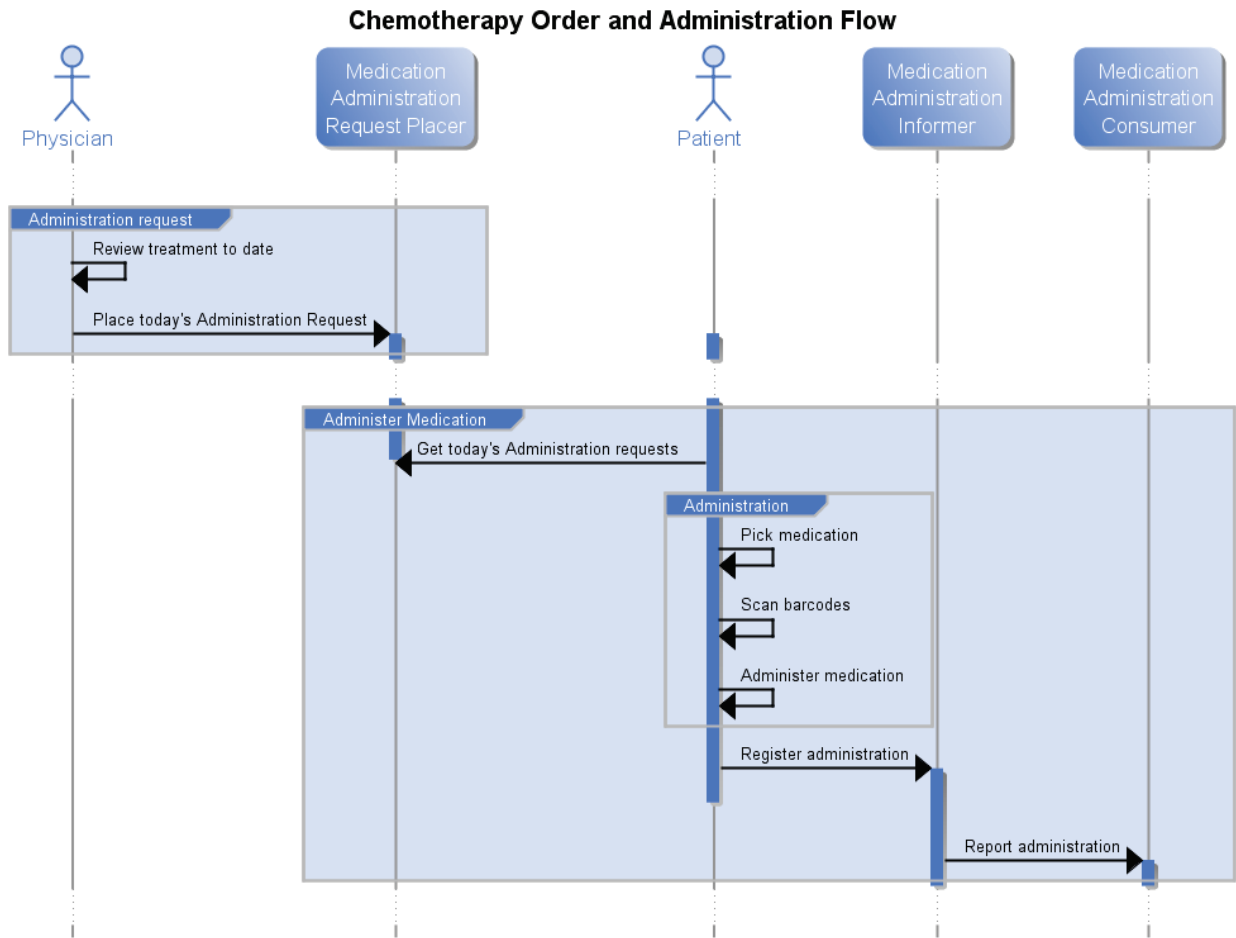 Chemotherapy Order and Administration Flow
Physician
Medication
Administration
Request Placer
Patient
Medication
Administration
Informer
Medication
Administration
Consumer
Administration request
Review treatment to date
Place today's Administration Request
Administer Medication
Get today's Administration requests
Administration
Pick medication
Scan barcodes
Administer medication
Register administration
Report administration